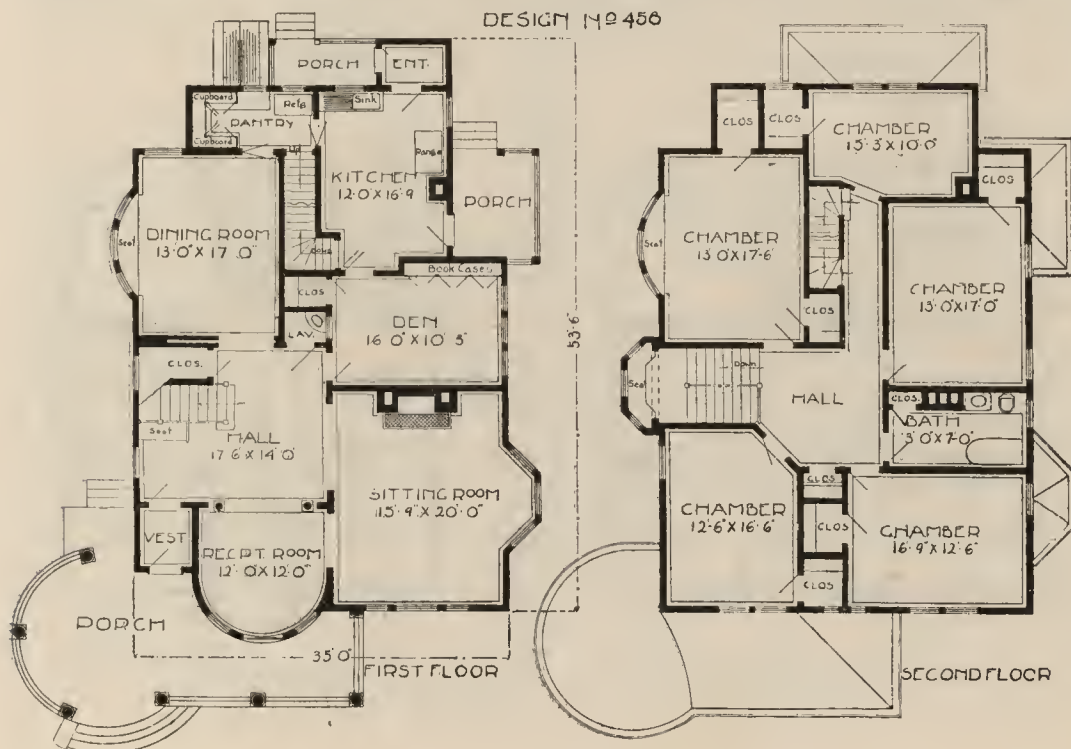 DESIGN Nº 458
PORCH
ENT.
Cupboard
Refg
Sink
PANTRY
Cupboard
Up
Range
KITCHEN
12'0"X16'9
PORCH
DINING ROOM
13'0"X17'0"
Seat
Down
Book Cases
CLOS
LAV.
DEN
16'0"X10'5"
CLOS.
Seat
HALL
17'6"X14'0"
SITTING ROOM
15'9"X20'0"
VEST
RECPT ROOM
12'0"X12'0"
PORCH
35'0"
53'6"
FIRST FLOOR
CLOS
CLOS
CHAMBER
15'3"X10'0"
CLOS
CHAMBER
13'0"X17'6"
Seat
CHAMBER
13'0"X17'0"
CLOS
Seat
Down
HALL
CLOS.
BATH
13'0"X7'0"
CHAMBER
12'6"X16'6"
CLOS
CLOS
CLOS
CHAMBER
16'9"X12'6"
SECOND FLOOR